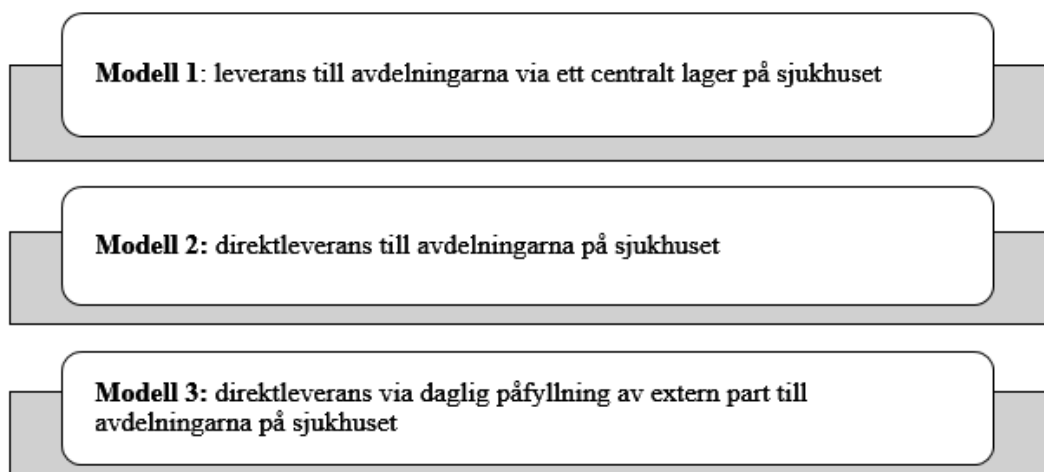 Modell 1: leverans till avdelningarna via ett centralt lager på sjukhuset
Modell 2: direktleverans till avdelningarna på sjukhuset
Modell 3: direktleverans via daglig påfyllning av extern part till
avdelningarna på sjukhuset